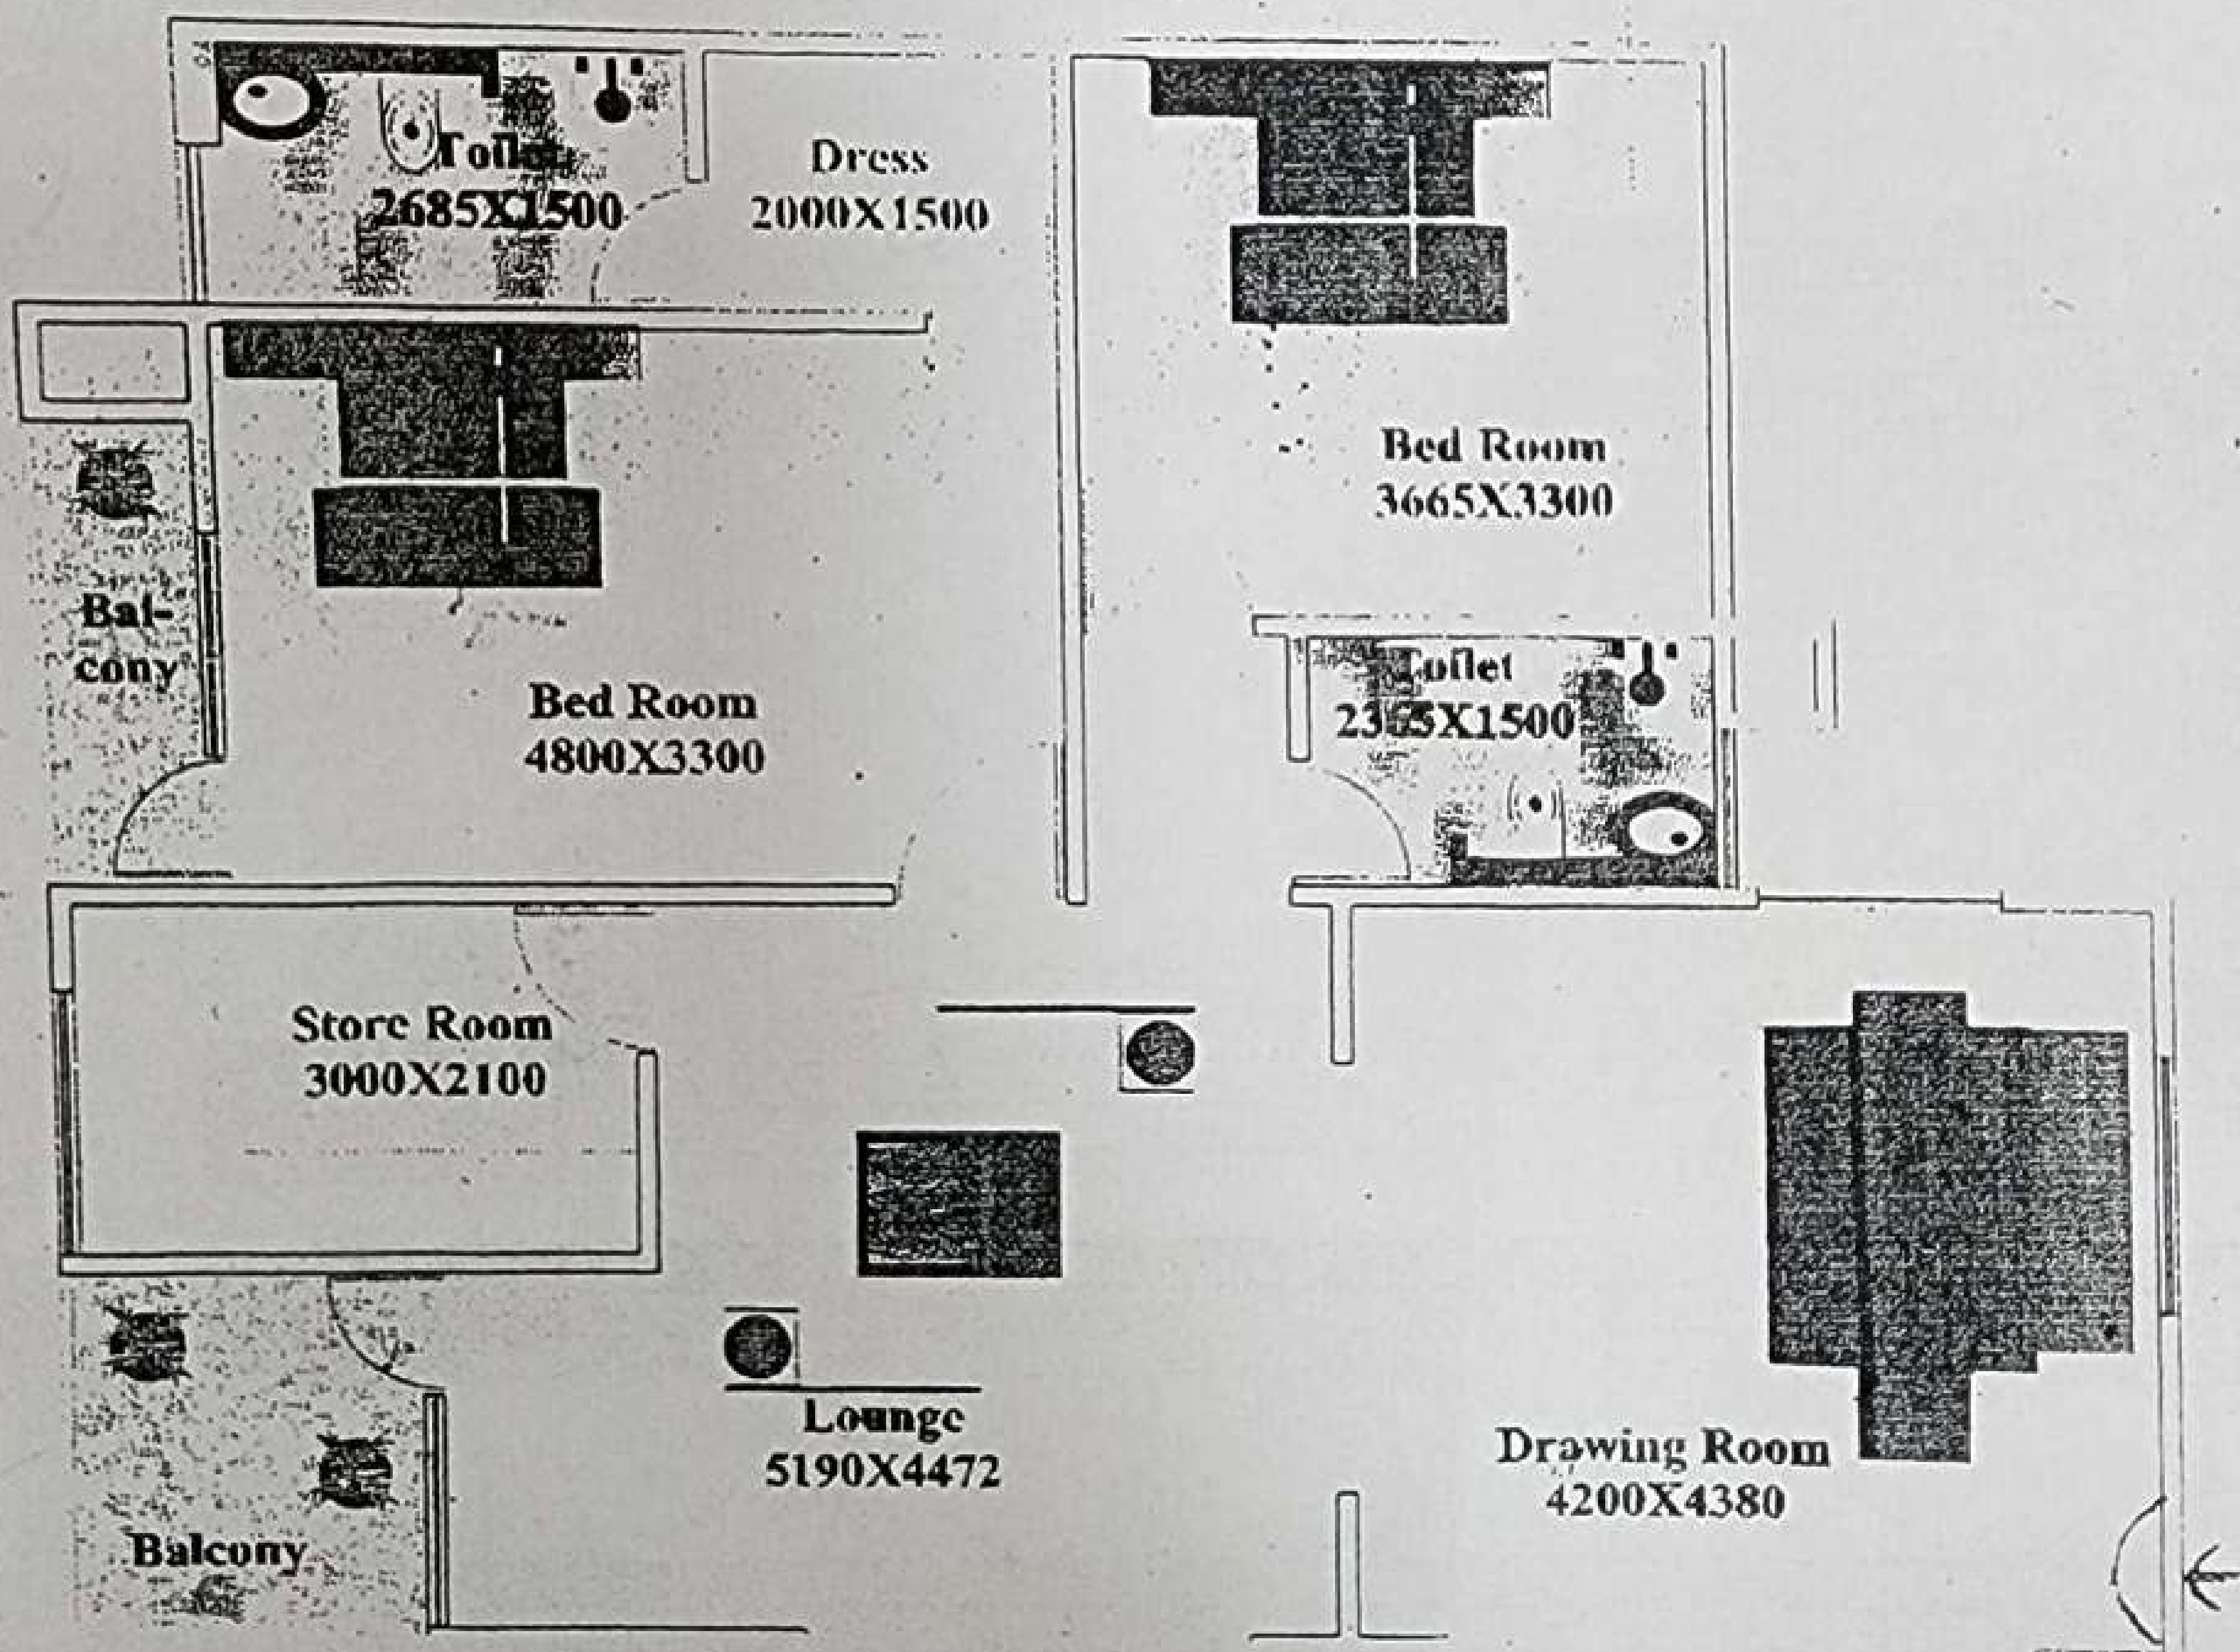 Toilet
2685X1500
Dress
2000X1500
Bed Room
3665X3300
Bal-
cony
Bed Room
4800X3300
Toilet
2365X1500
Store Room
3000X2100
Lounge
5190X4472
Drawing Room
4200X4380
Balcony